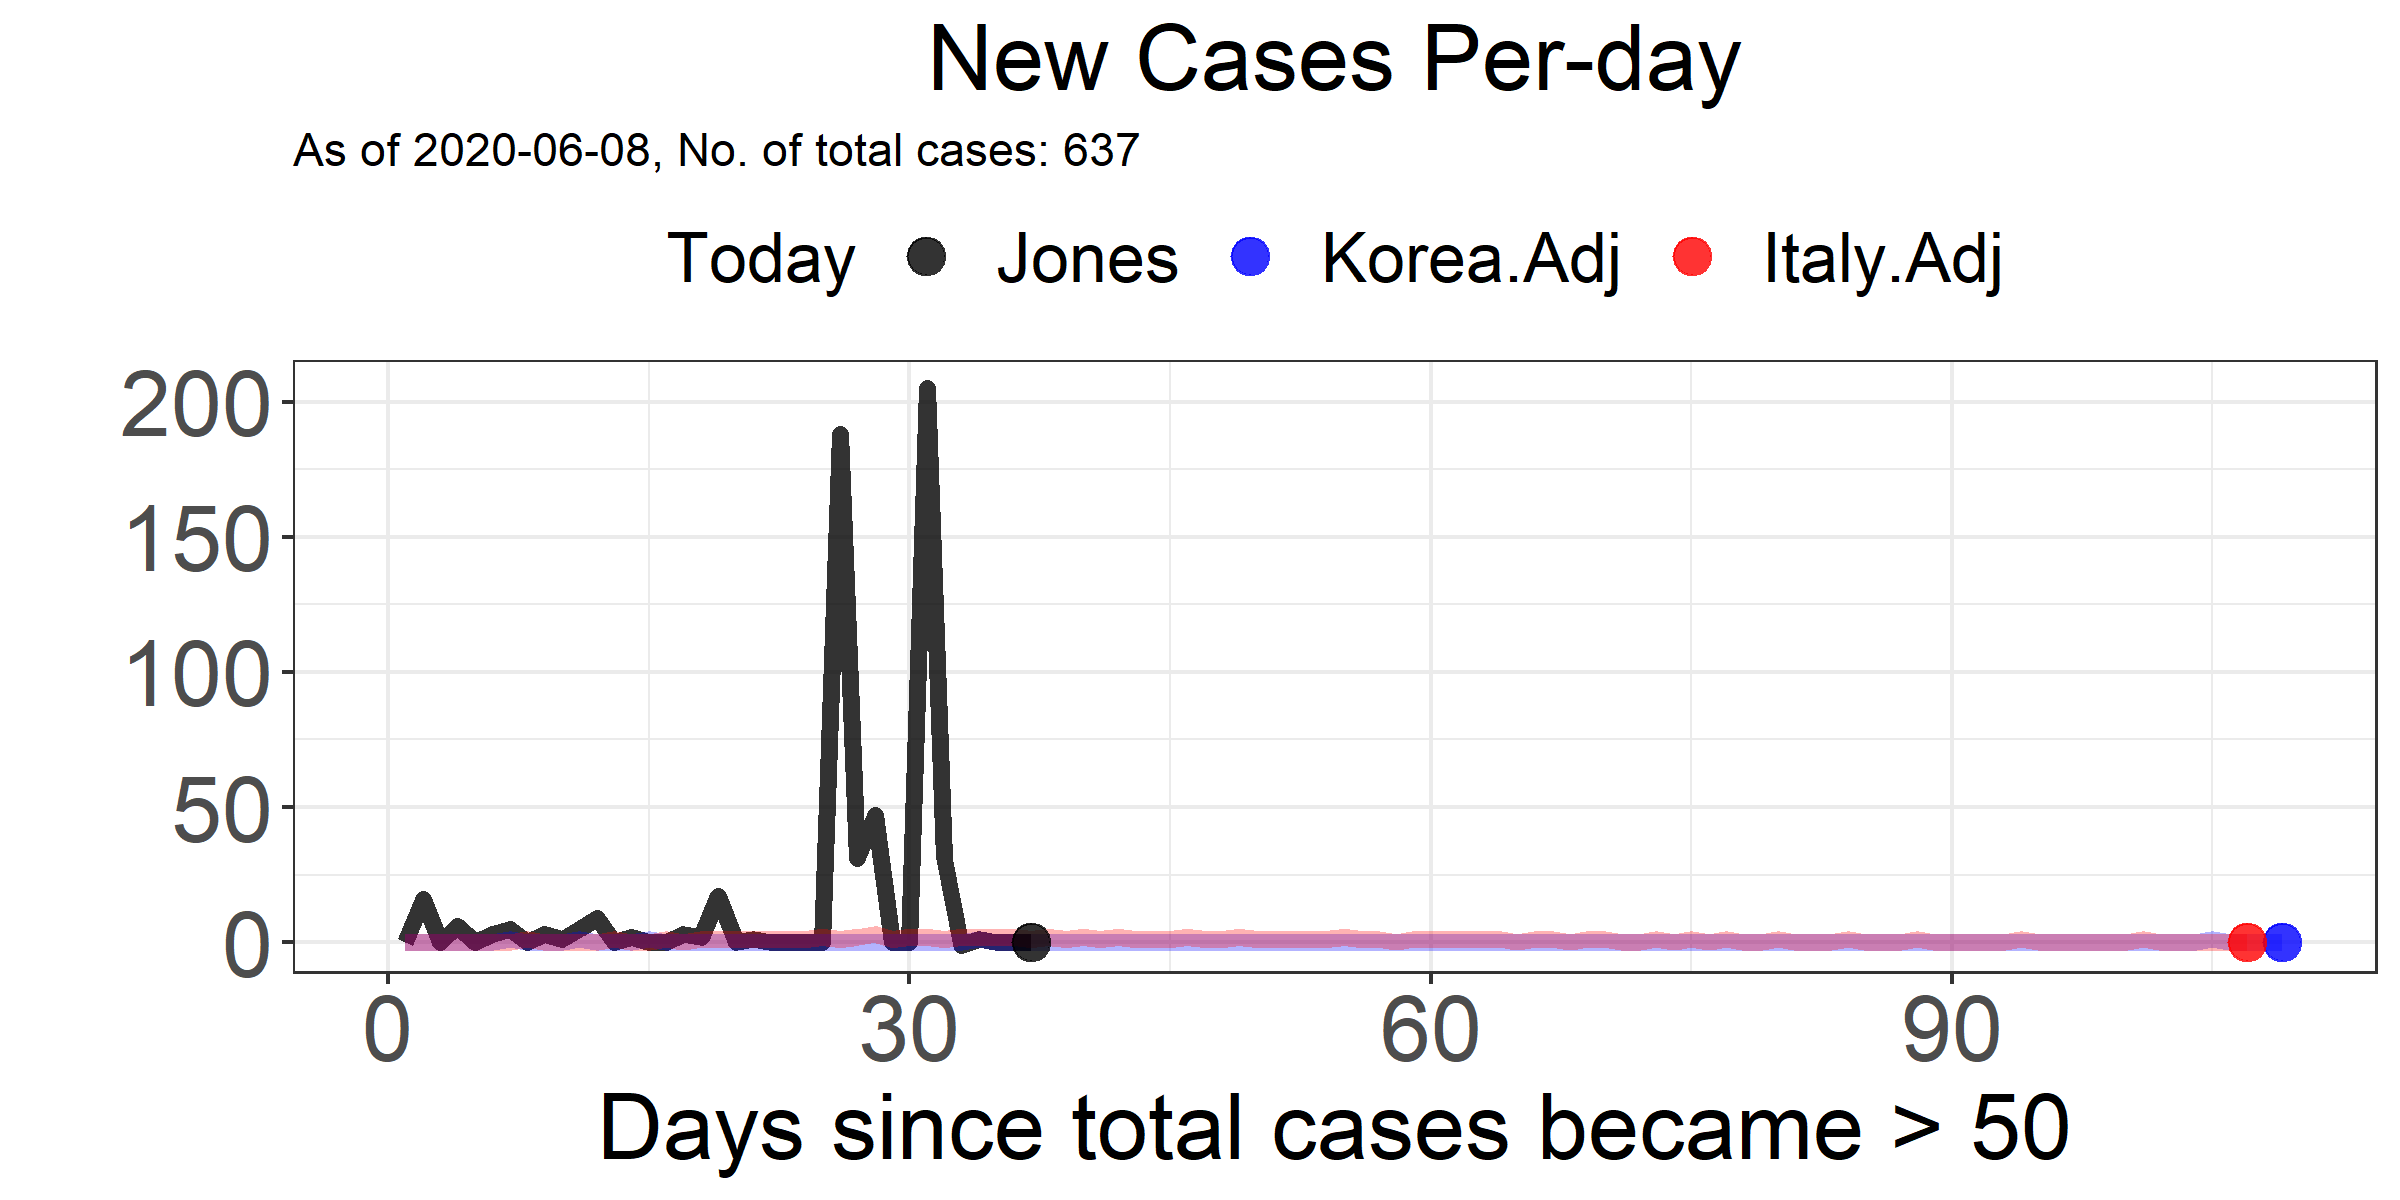 New Cases Per-day
As of 2020-06-08, No. of total cases: 637
Today Jones Korea.Adj Italy.Adj
200
150
100
50
0
0 30 60 90
Days since total cases became > 50